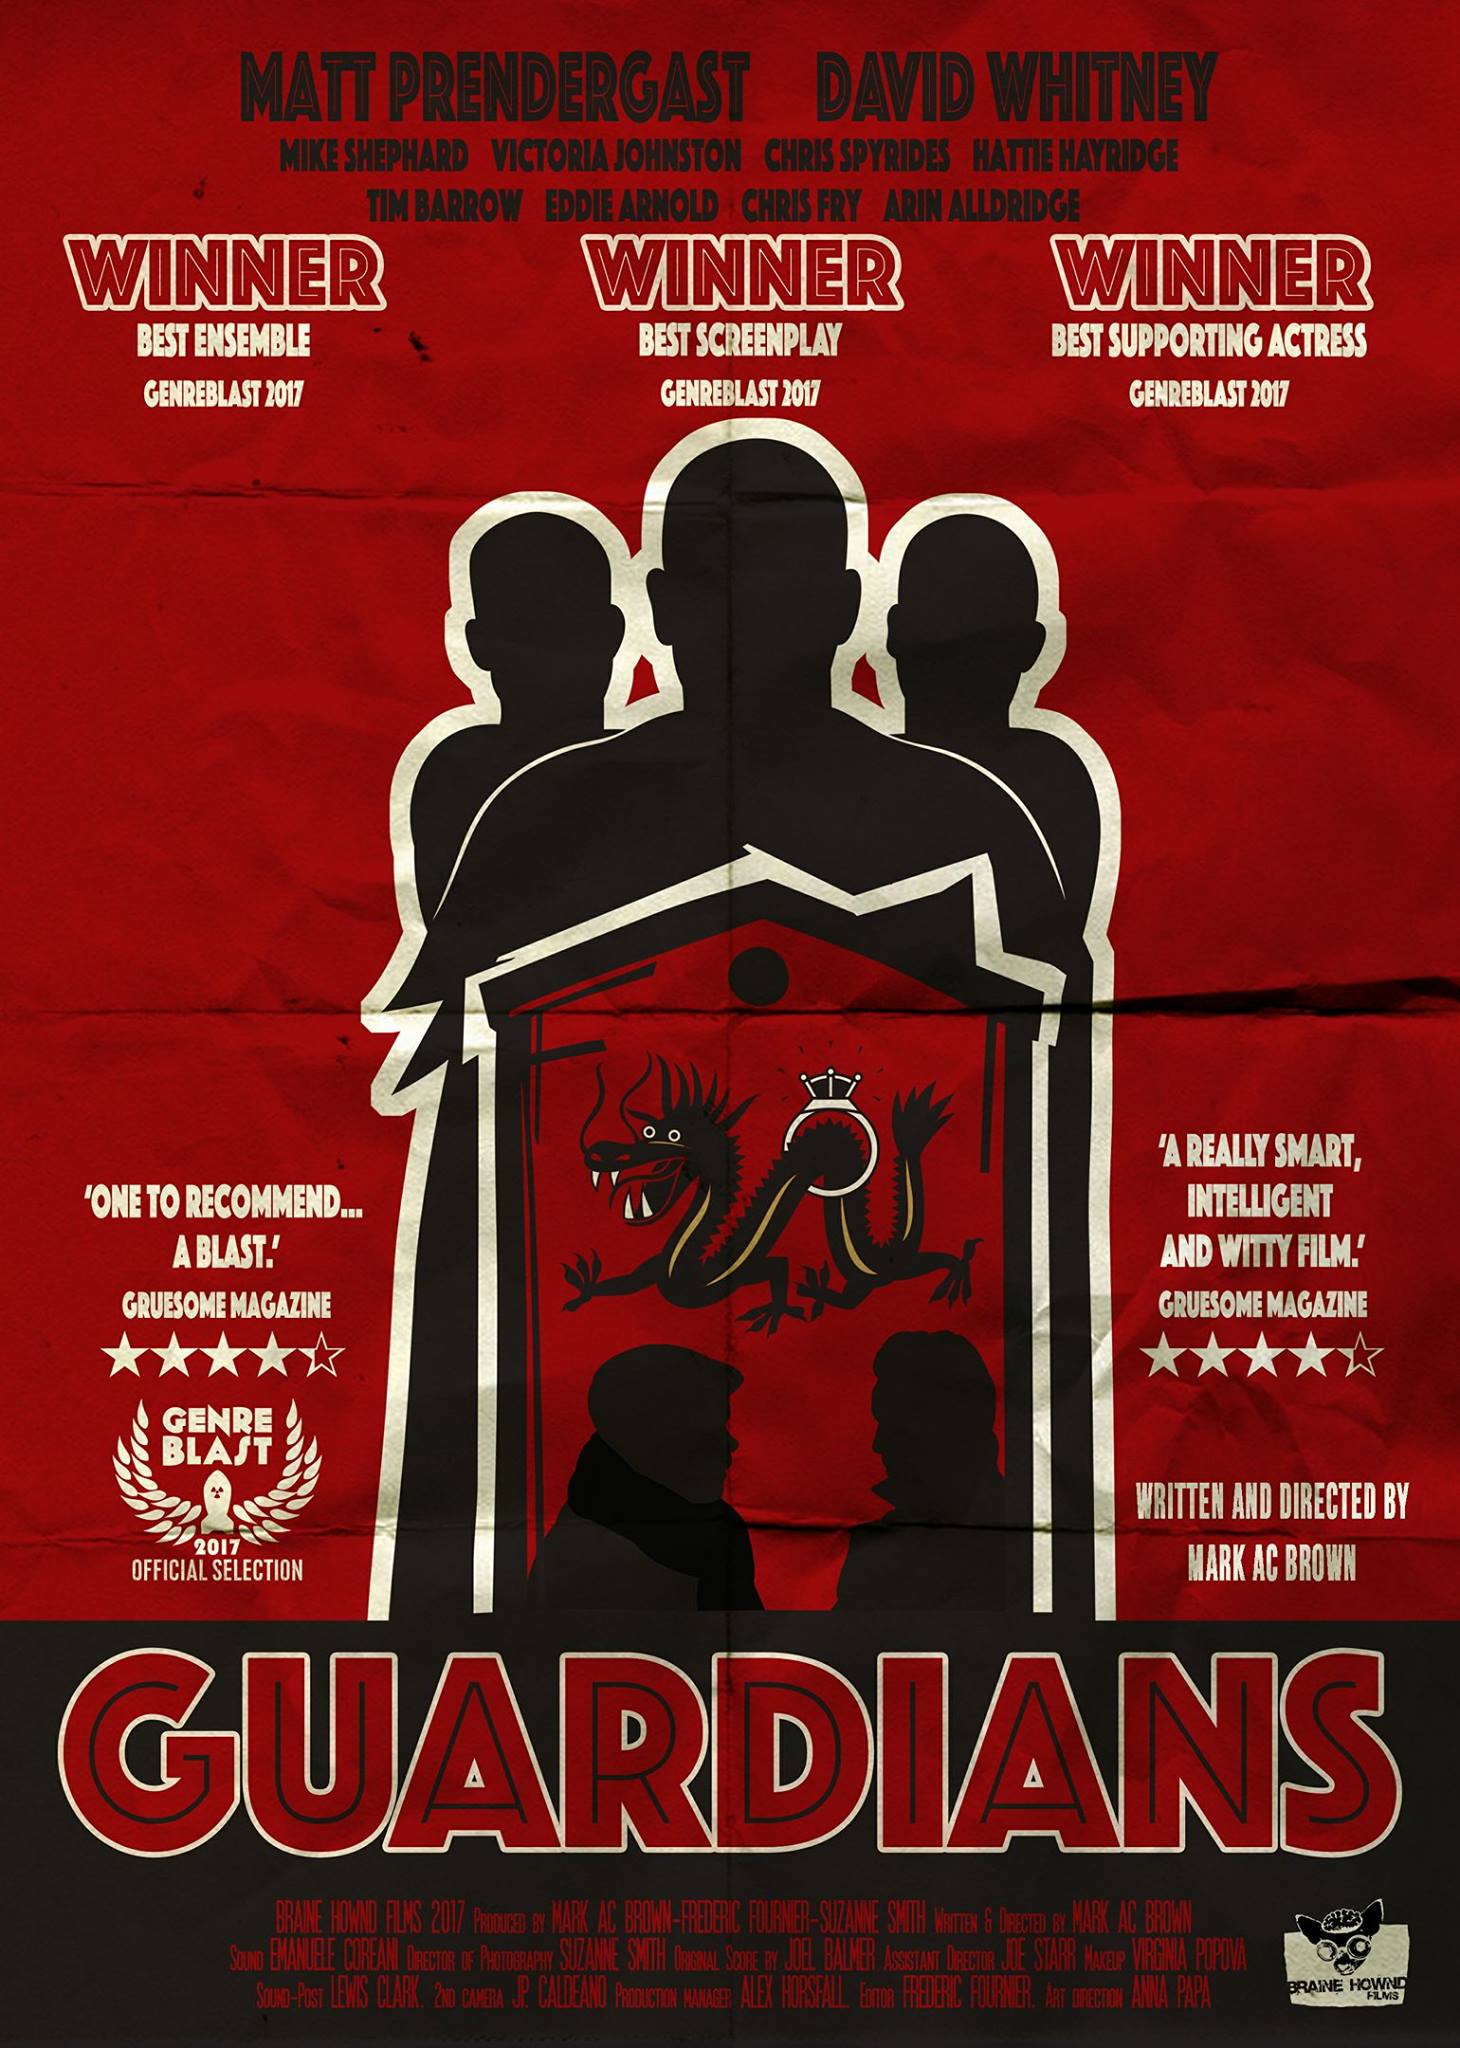 MATT PRENDERGAST DAVID WHITNEY
MIKE SHEPHARD VICTORIA JOHNSTON CHRIS SPYRIDES HATTIE HAYRIDGE
TIM BARROW EDDIE ARNOLD CHRIS FRY ARIN ALLDRIDGE
WINNER
BEST ENSEMBLE
GENREBLAST 2017
WINNER
BEST SCREENPLAY
GENREBLAST 2017
WINNER
BEST SUPPORTING ACTRESS
GENREBLAST 2017
'ONE TO RECOMMEND...
A BLAST.'
GRUESOME MAGAZINE
GENRE
BLAST
2017
OFFICIAL SELECTION
'A REALLY SMART,
INTELLIGENT
AND WITTY FILM.'
GRUESOME MAGAZINE
WRITTEN AND DIRECTED BY
MARK AC BROWN
GUARDIANS
BRAINE HOWND FILMS 2017 PRODUCED BY MARK AC BROWN-FREDERIC FOURNIER-SUZANNE SMITH WRITTEN & DIRECTED BY MARK AC BROWN
SOUND EMANUELE COREANI DIRECTOR OF PHOTOGRAPHY SUZANNE SMITH ORIGINAL SCORE BY JOEL BALMER ASSISTANT DIRECTOR JOE STARR MAKEUP VIRGINIA POPOVA
SOUND-POST LEWIS CLARK. 2ND CAMERA JP CALDEANO PRODUCTION MANAGER ALEX HORSFALL. EDITOR FREDERIC FOURNIER. ART DIRECTION ANNA PAPA
BRAINE HOWND
FILMS